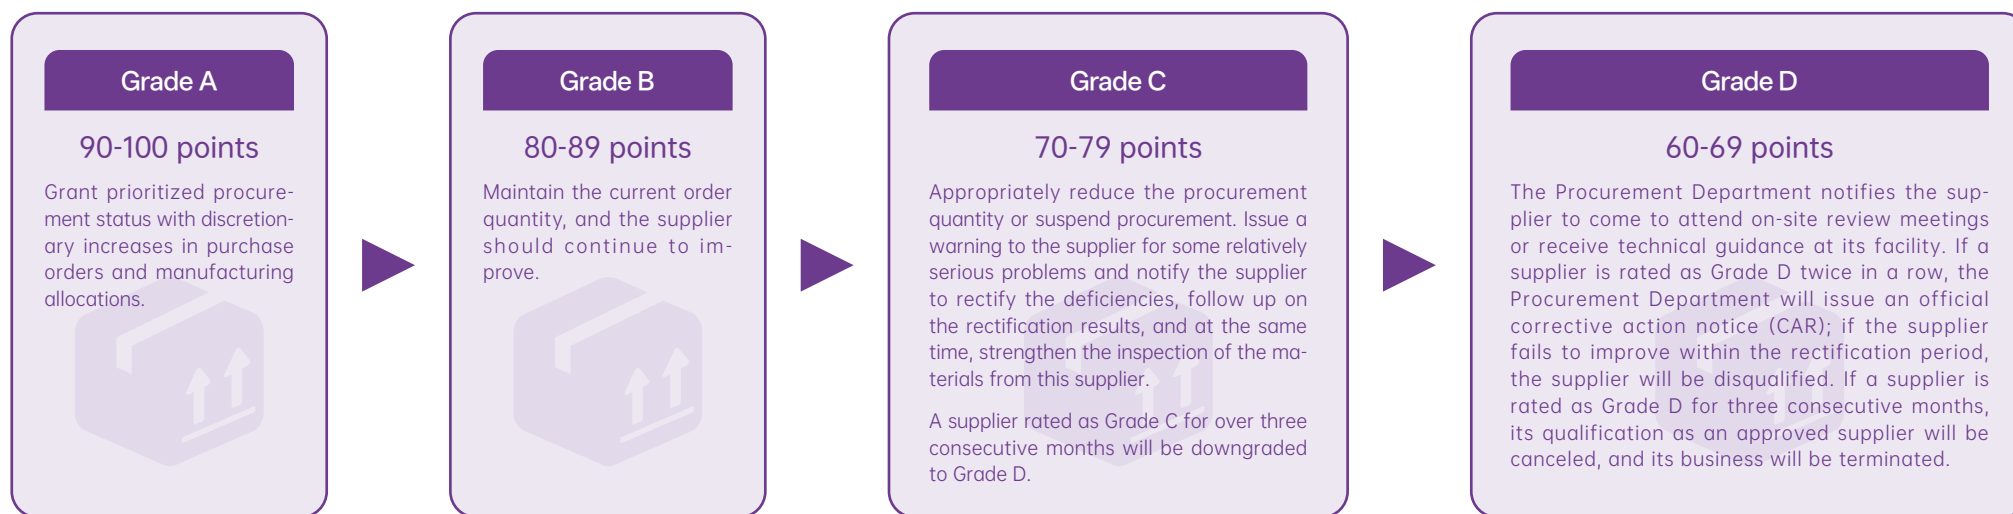 Grade A
90-100 points
Grant prioritized procure-
ment status with discretion-
ary increases in purchase
orders and manufacturing
allocations.
Grade B
80-89 points
Maintain the current order
quantity, and the supplier
should continue to im-
prove.
Grade C
70-79 points
Appropriately reduce the procurement
quantity or suspend procurement. Issue a
warning to the supplier for some relatively
serious problems and notify the supplier
to rectify the deficiencies, follow up on
the rectification results, and at the same
time, strengthen the inspection of the ma-
terials from this supplier.
A supplier rated as Grade C for over three
consecutive months will be downgraded
to Grade D.
Grade D
60-69 points
The Procurement Department notifies the sup-
plier to come to attend on-site review meetings
or receive technical guidance at its facility. If a
supplier is rated as Grade D twice in a row, the
Procurement Department will issue an official
corrective action notice (CAR); if the supplier
fails to improve within the rectification period,
the supplier will be disqualified. If a supplier is
rated as Grade D for three consecutive months,
its qualification as an approved supplier will be
canceled, and its business will be terminated.